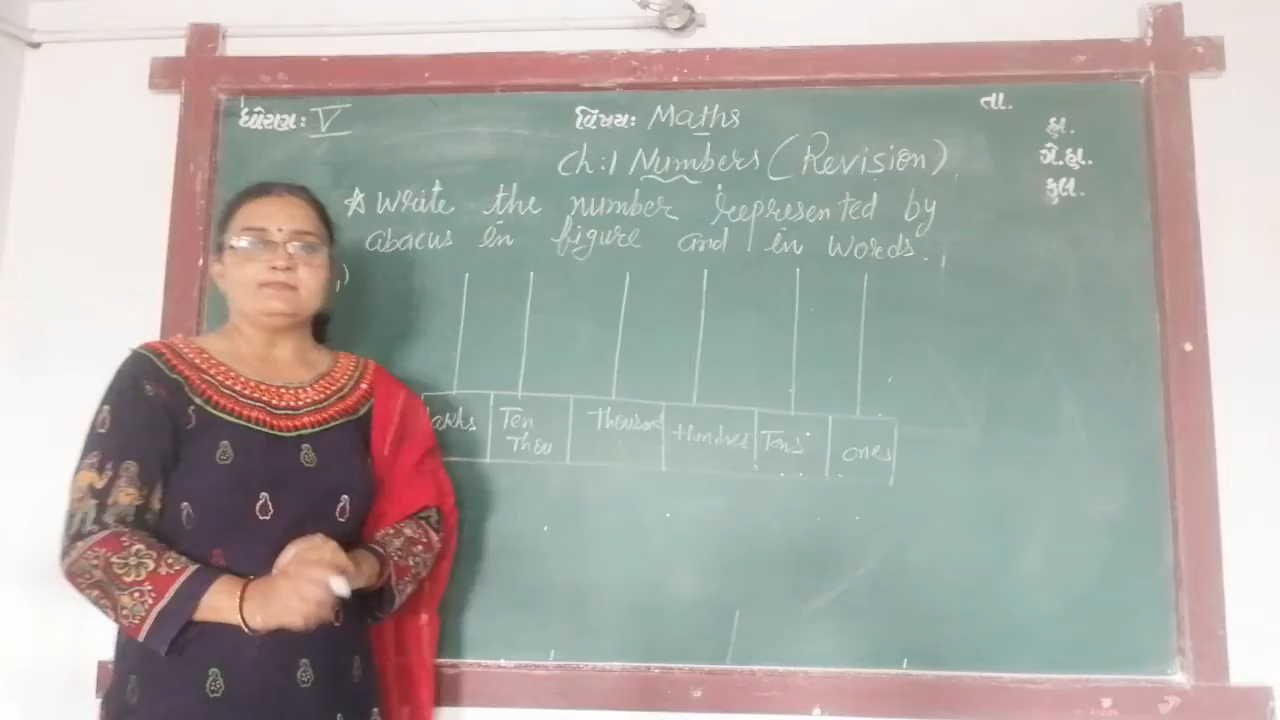 ધોરણ: V
વિષય: Maths
તા.
હા.
ગે.હા.
કુલ.
Ch:1 Numbers (Revision)
☆ Write the number represented by
abacus in figure and in words.
1)
Lakhs Ten Thou Thousand Hundred Tens ones